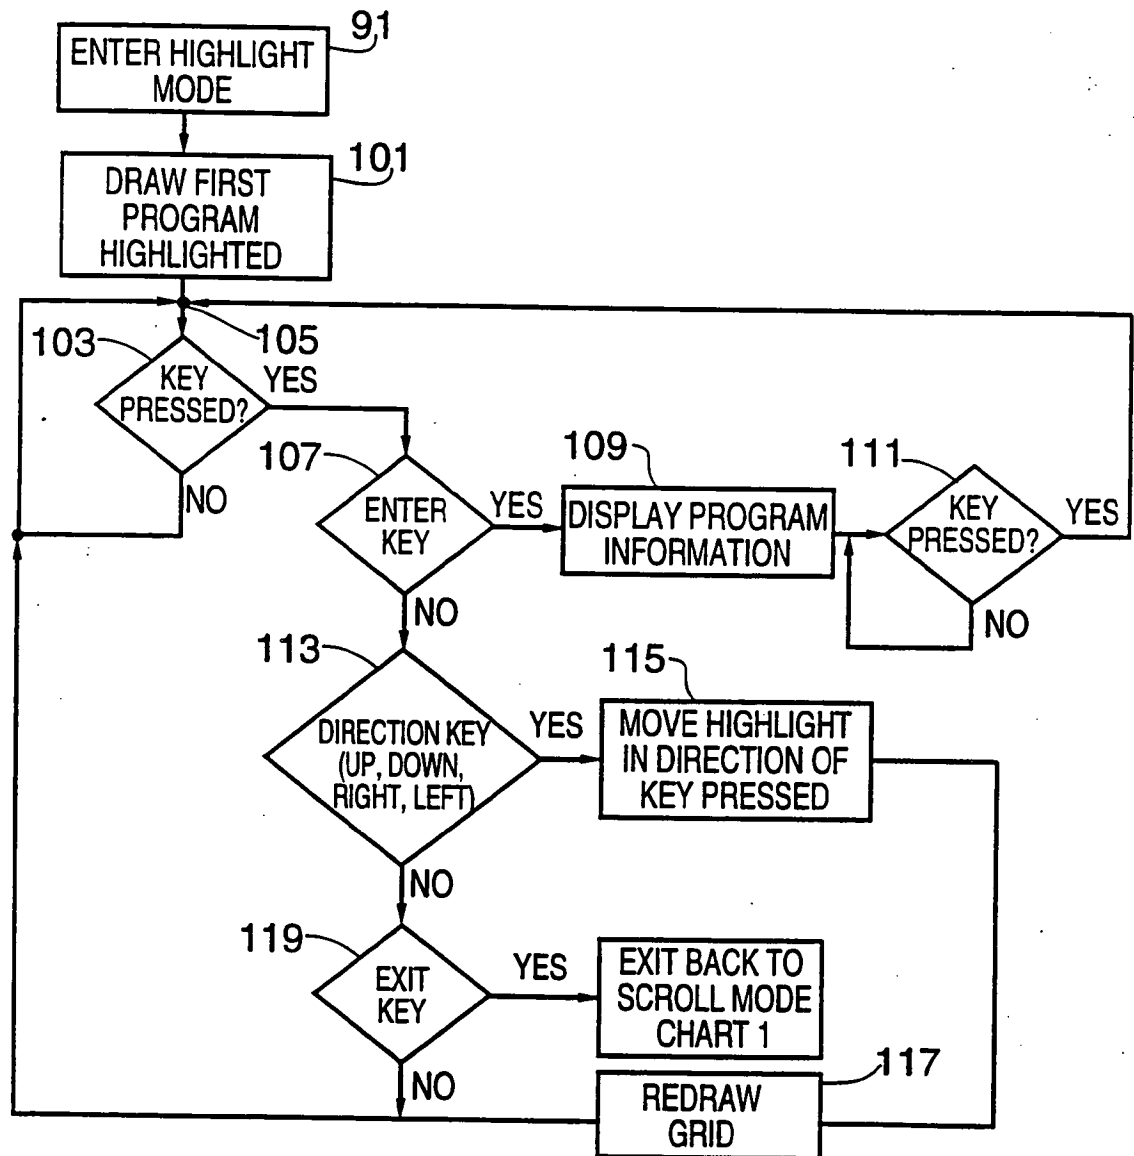 91
ENTER HIGHLIGHT
MODE
101
DRAW FIRST
PROGRAM
HIGHLIGHTED
103
105
KEY
PRESSED?
YES
NO
107
ENTER
KEY
YES
NO
109
DISPLAY PROGRAM
INFORMATION
111
KEY
PRESSED?
YES
NO
113
DIRECTION KEY
(UP, DOWN,
RIGHT, LEFT)
YES
NO
115
MOVE HIGHLIGHT
IN DIRECTION OF
KEY PRESSED
119
EXIT
KEY
YES
NO
EXIT BACK TO
SCROLL MODE
CHART 1
117
REDRAW
GRID